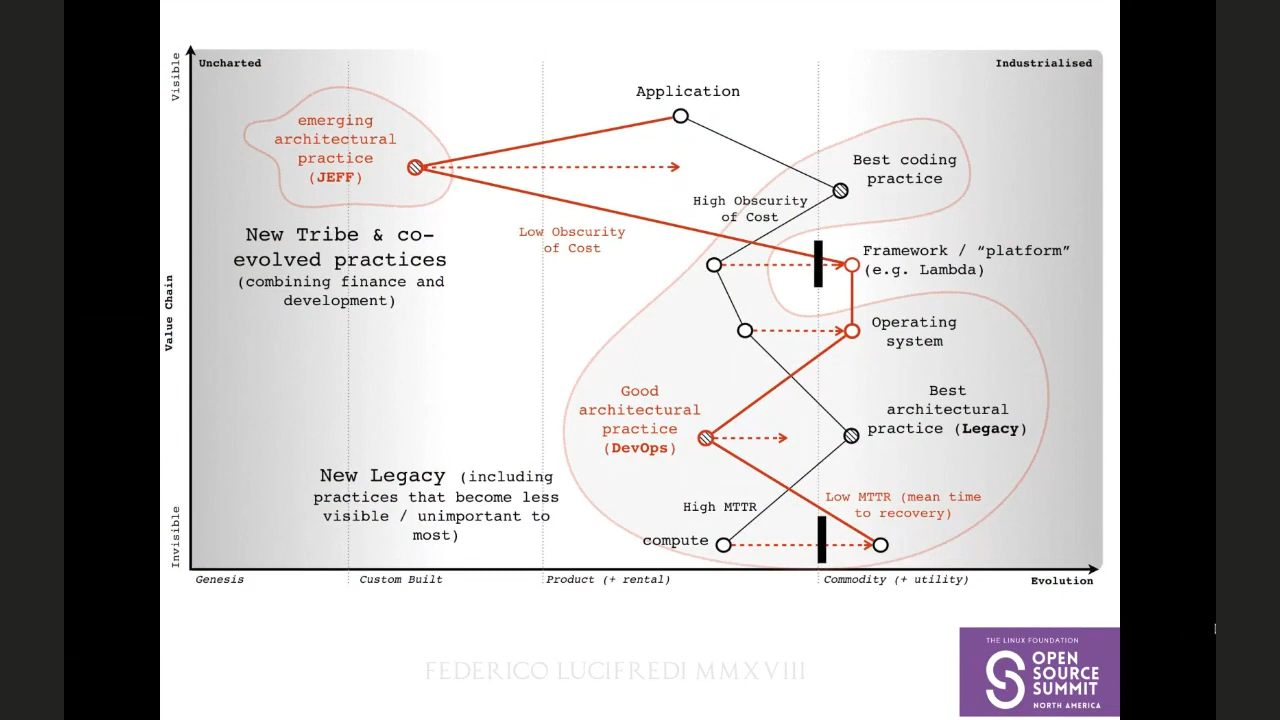 Visible
Uncharted
Industrialised
Application
emerging
architectural
practice
(JEFF)
Best coding
practice
High Obscurity
of Cost
Low Obscurity
of Cost
New Tribe & co-
evolved practices
(combining finance and
development)
Framework / “platform”
(e.g. Lambda)
Value Chain
Operating
system
Good
architectural
practice
(DevOps)
Best
architectural
practice (Legacy)
New Legacy (including
practices that become less
visible / unimportant to
most)
High MTTR
Low MTTR (mean time
to recovery)
compute
Invisible
Genesis
Custom Built
Product (+ rental)
Commodity (+ utility)
Evolution
FEDERICO LUCIFREDI MMXVIII
THE LINUX FOUNDATION
OPEN
SOURCE
SUMMIT
NORTH AMERICA